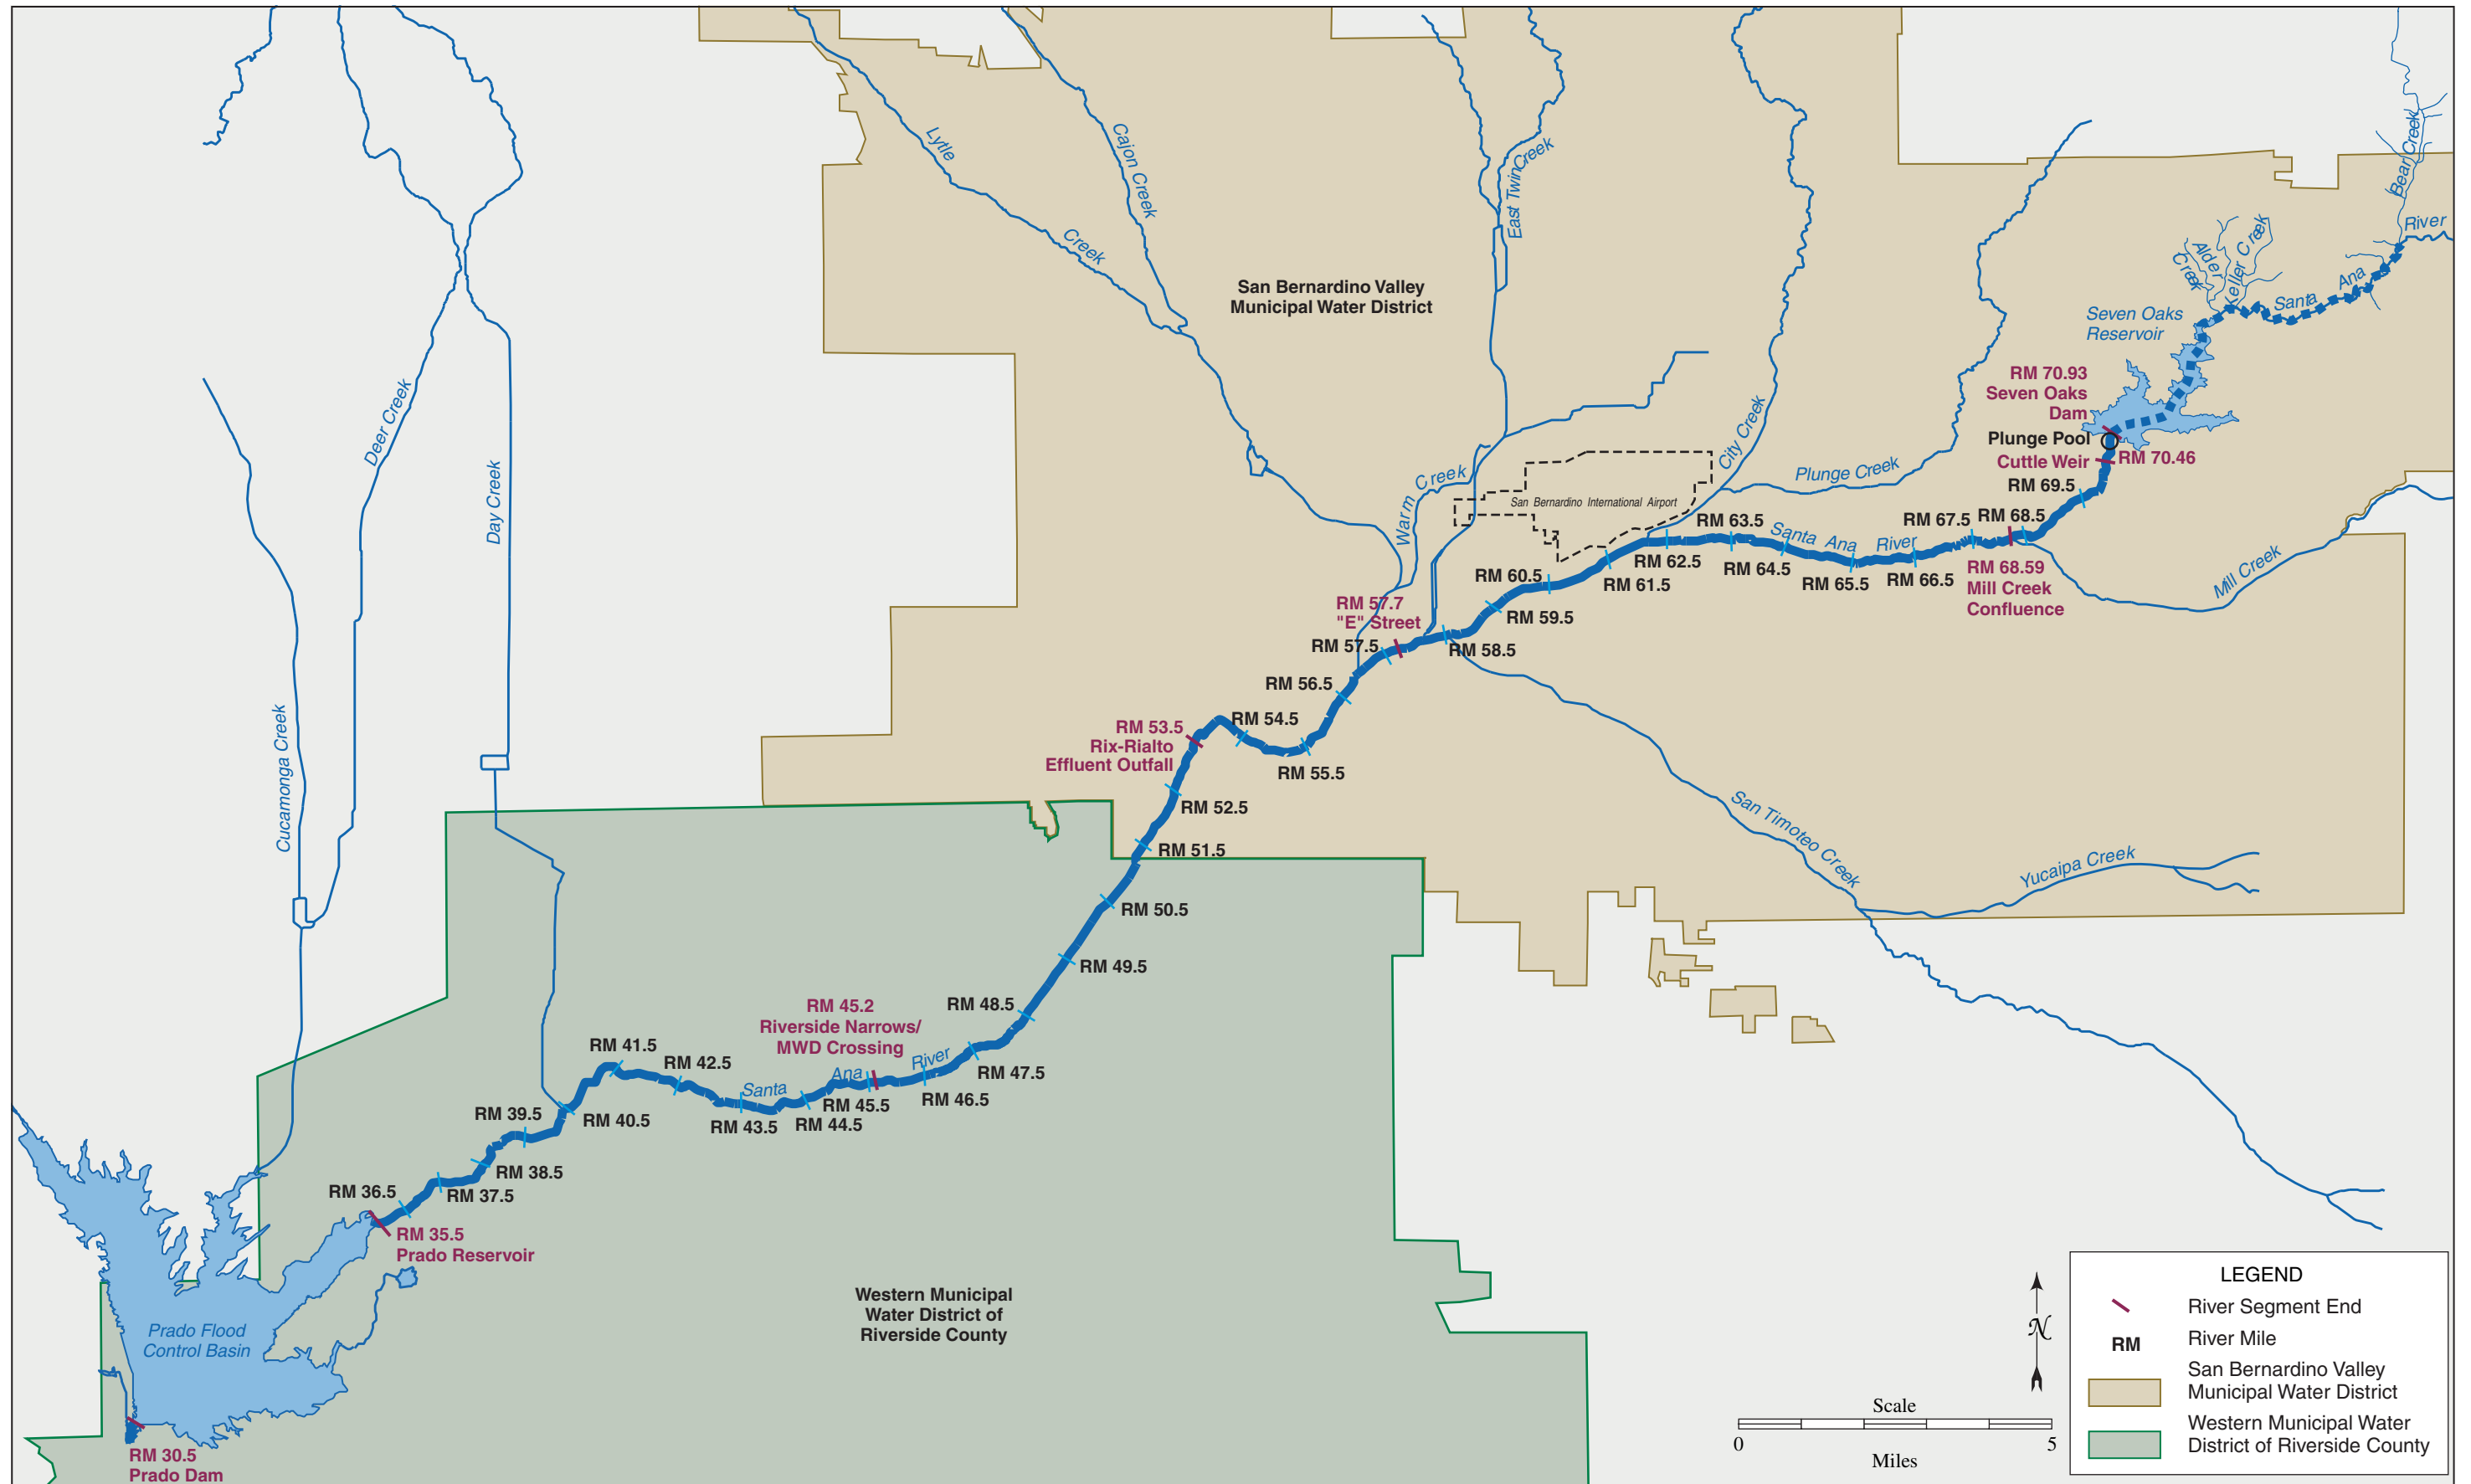 Bear Creek
River
Lytle
Creek
Cajon Creek
East Twin Creek
Alder
Creek
Keller Creek
Santa
Ana
San Bernardino Valley
Municipal Water District
Seven Oaks
Reservoir
RM 70.93
Seven Oaks
Dam
Plunge Pool
Cuttle Weir
RM 70.46
Deer Creek
Day Creek
Warm Creek
San Bernardino International Airport
City Creek
Plunge Creek
RM 69.5
RM 68.5
RM 67.5
RM 63.5
Santa Ana River
RM 62.5
RM 64.5
RM 65.5
RM 66.5
RM 68.59
Mill Creek
Confluence
Mill Creek
RM 60.5
RM 61.5
RM 59.5
RM 57.7
"E" Street
RM 57.5
RM 58.5
RM 56.5
RM 54.5
RM 55.5
RM 53.5
Rix-Rialto
Effluent Outfall
RM 52.5
RM 51.5
Cucamonga Creek
San Timoteo Creek
Yucaipa Creek
RM 50.5
RM 49.5
RM 48.5
RM 45.2
Riverside Narrows/
MWD Crossing
RM 41.5
RM 42.5
Santa
Ana
River
RM 47.5
RM 46.5
RM 45.5
RM 44.5
RM 43.5
RM 39.5
RM 40.5
RM 38.5
RM 36.5
RM 37.5
RM 35.5
Prado Reservoir
Prado Flood
Control Basin
Western Municipal
Water District of
Riverside County
RM 30.5
Prado Dam
N
Scale
0
5
Miles
LEGEND
River Segment End
RM
River Mile
San Bernardino Valley
Municipal Water District
Western Municipal Water
District of Riverside County